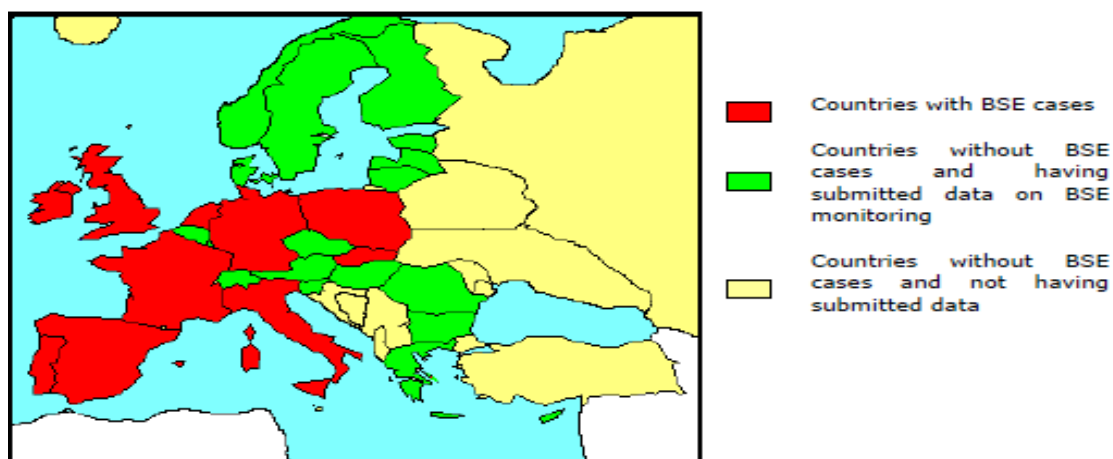 Countries with BSE cases
Countries without BSE
cases and having
submitted data on BSE
monitoring
Countries without BSE
cases and not having
submitted data